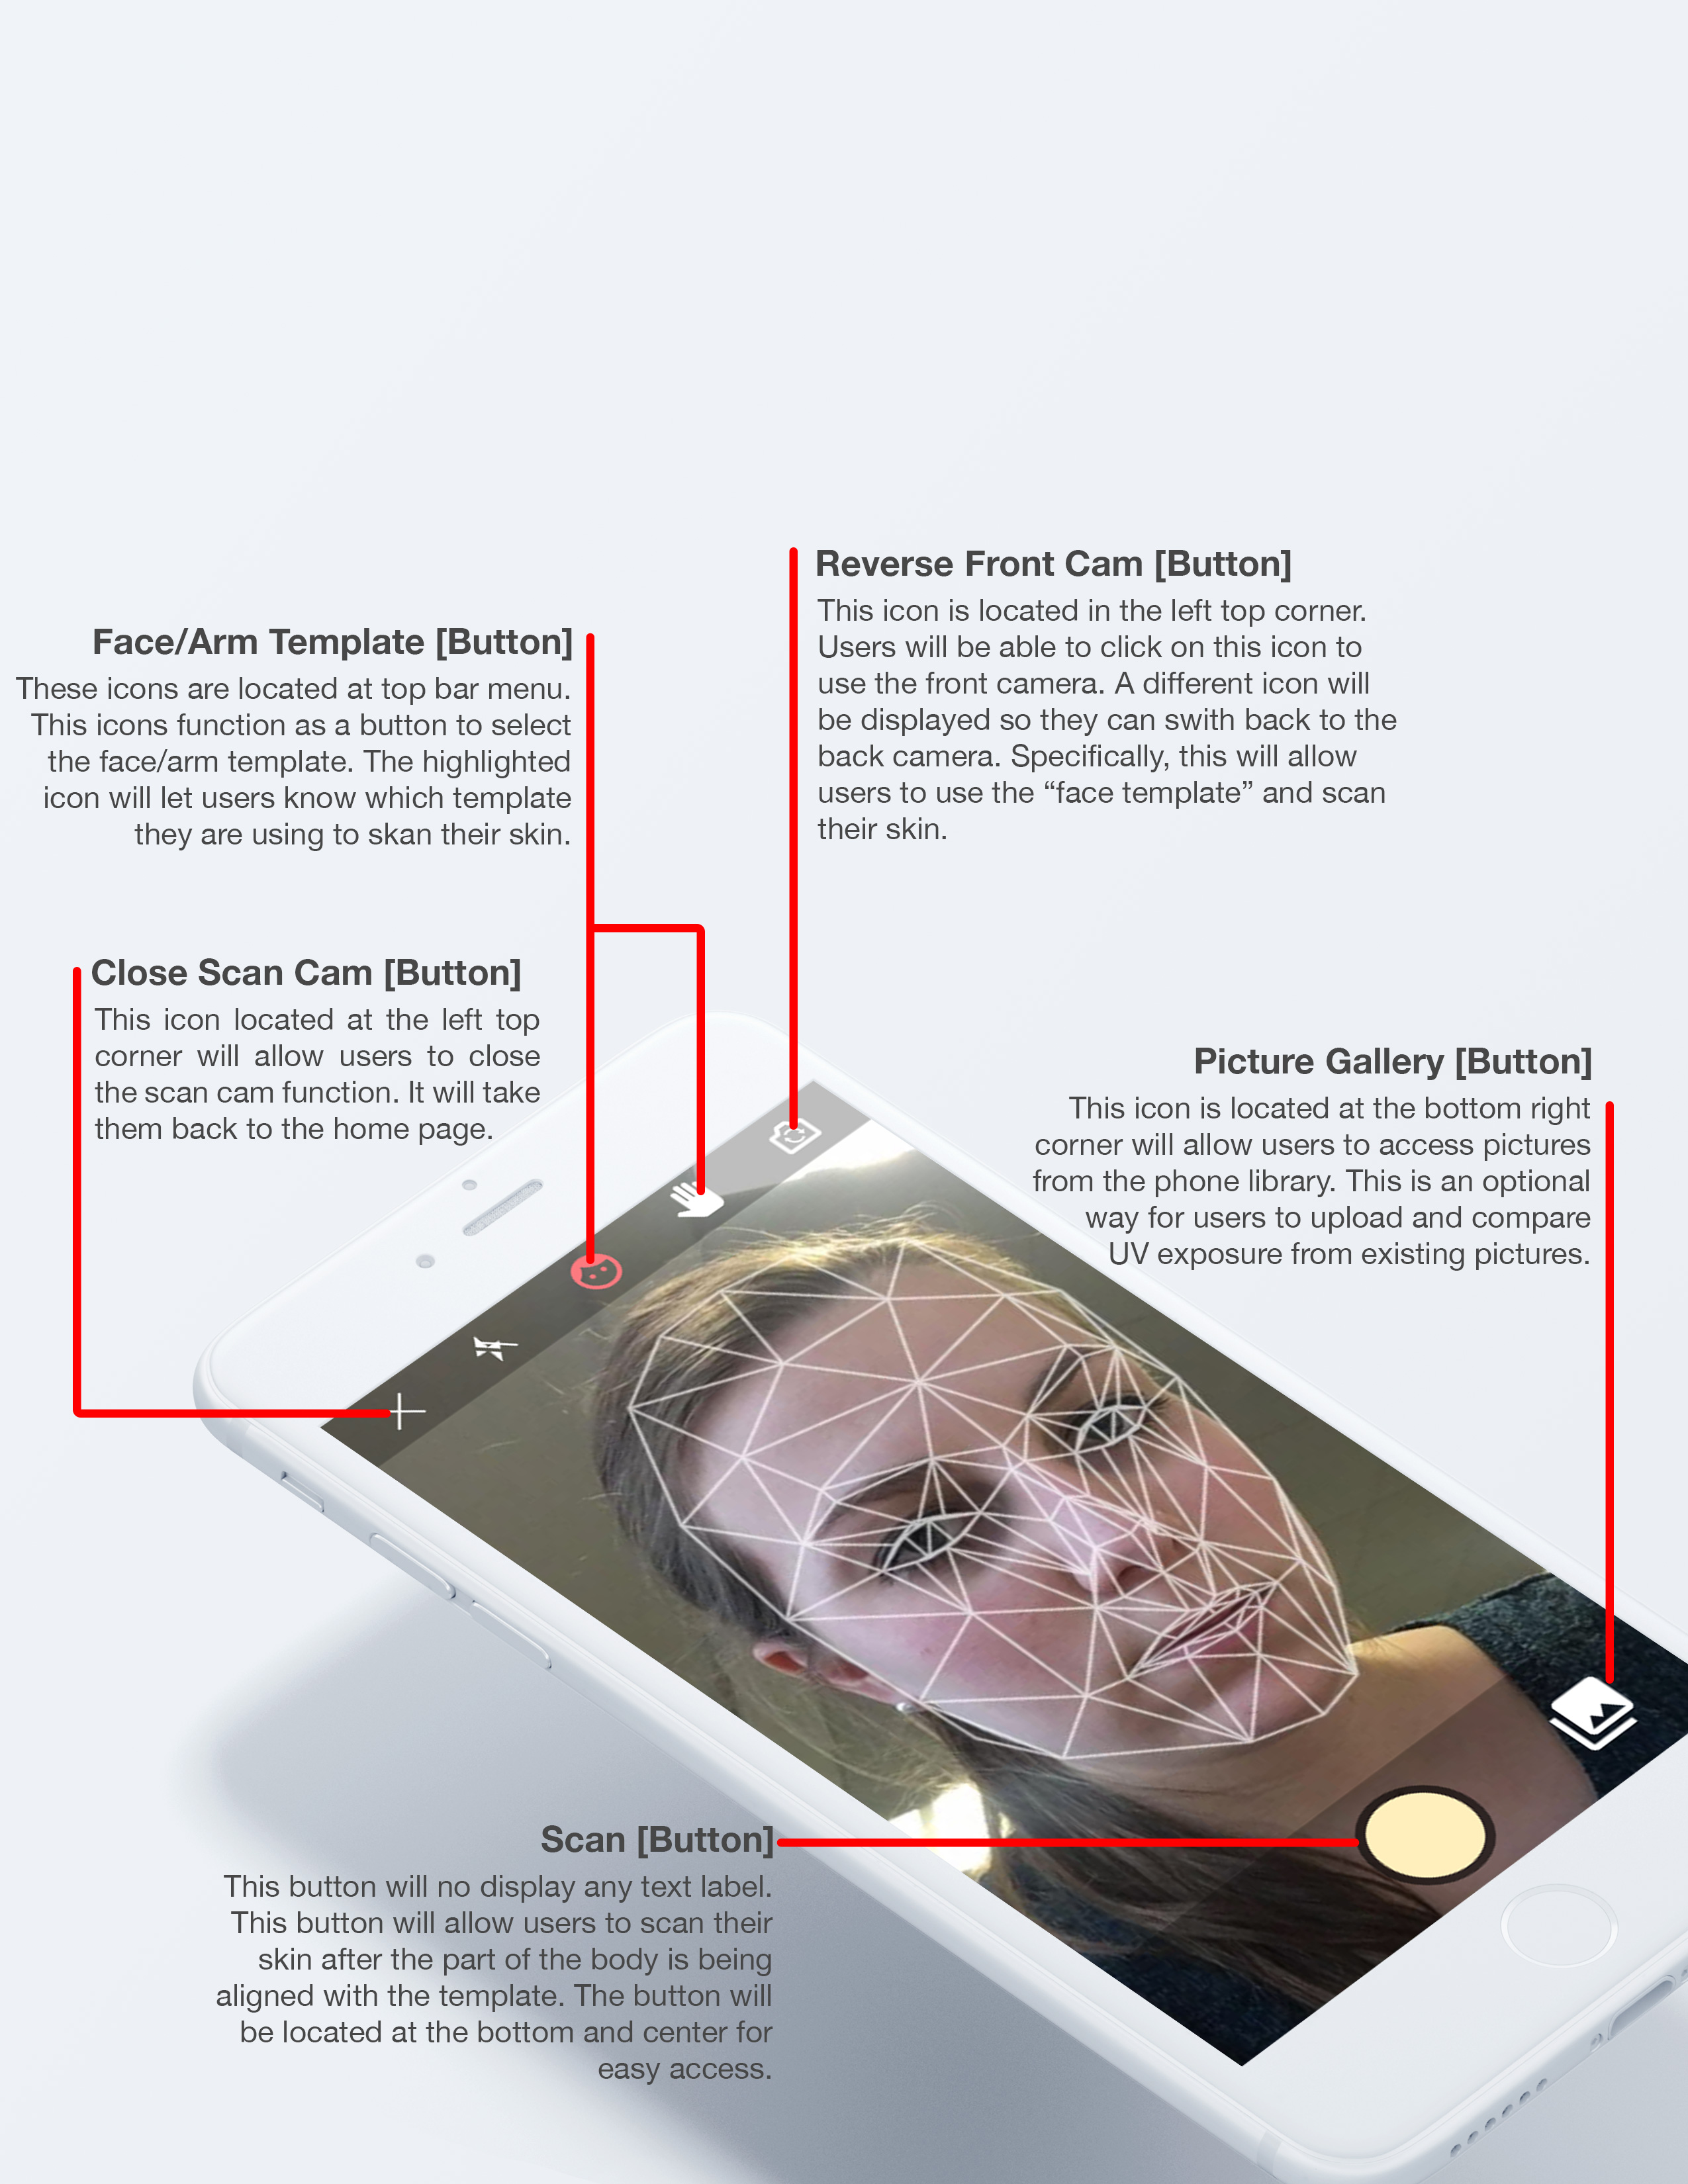 Reverse Front Cam [Button]
This icon is located in the left top corner.
Users will be able to click on this icon to
use the front camera. A different icon will
be displayed so they can swith back to the
back camera. Specifically, this will allow
users to use the “face template” and scan
their skin.
Face/Arm Template [Button]
These icons are located at top bar menu.
This icons function as a button to select
the face/arm template. The highlighted
icon will let users know which template
they are using to skan their skin.
Close Scan Cam [Button]
This icon located at the left top
corner will allow users to close
the scan cam function. It will take
them back to the home page.
Picture Gallery [Button]
This icon is located at the bottom right
corner will allow users to access pictures
from the phone library. This is an optional
way for users to upload and compare
UV exposure from existing pictures.
Scan [Button]
This button will no display any text label.
This button will allow users to scan their
skin after the part of the body is being
aligned with the template. The button will
be located at the bottom and center for
easy access.